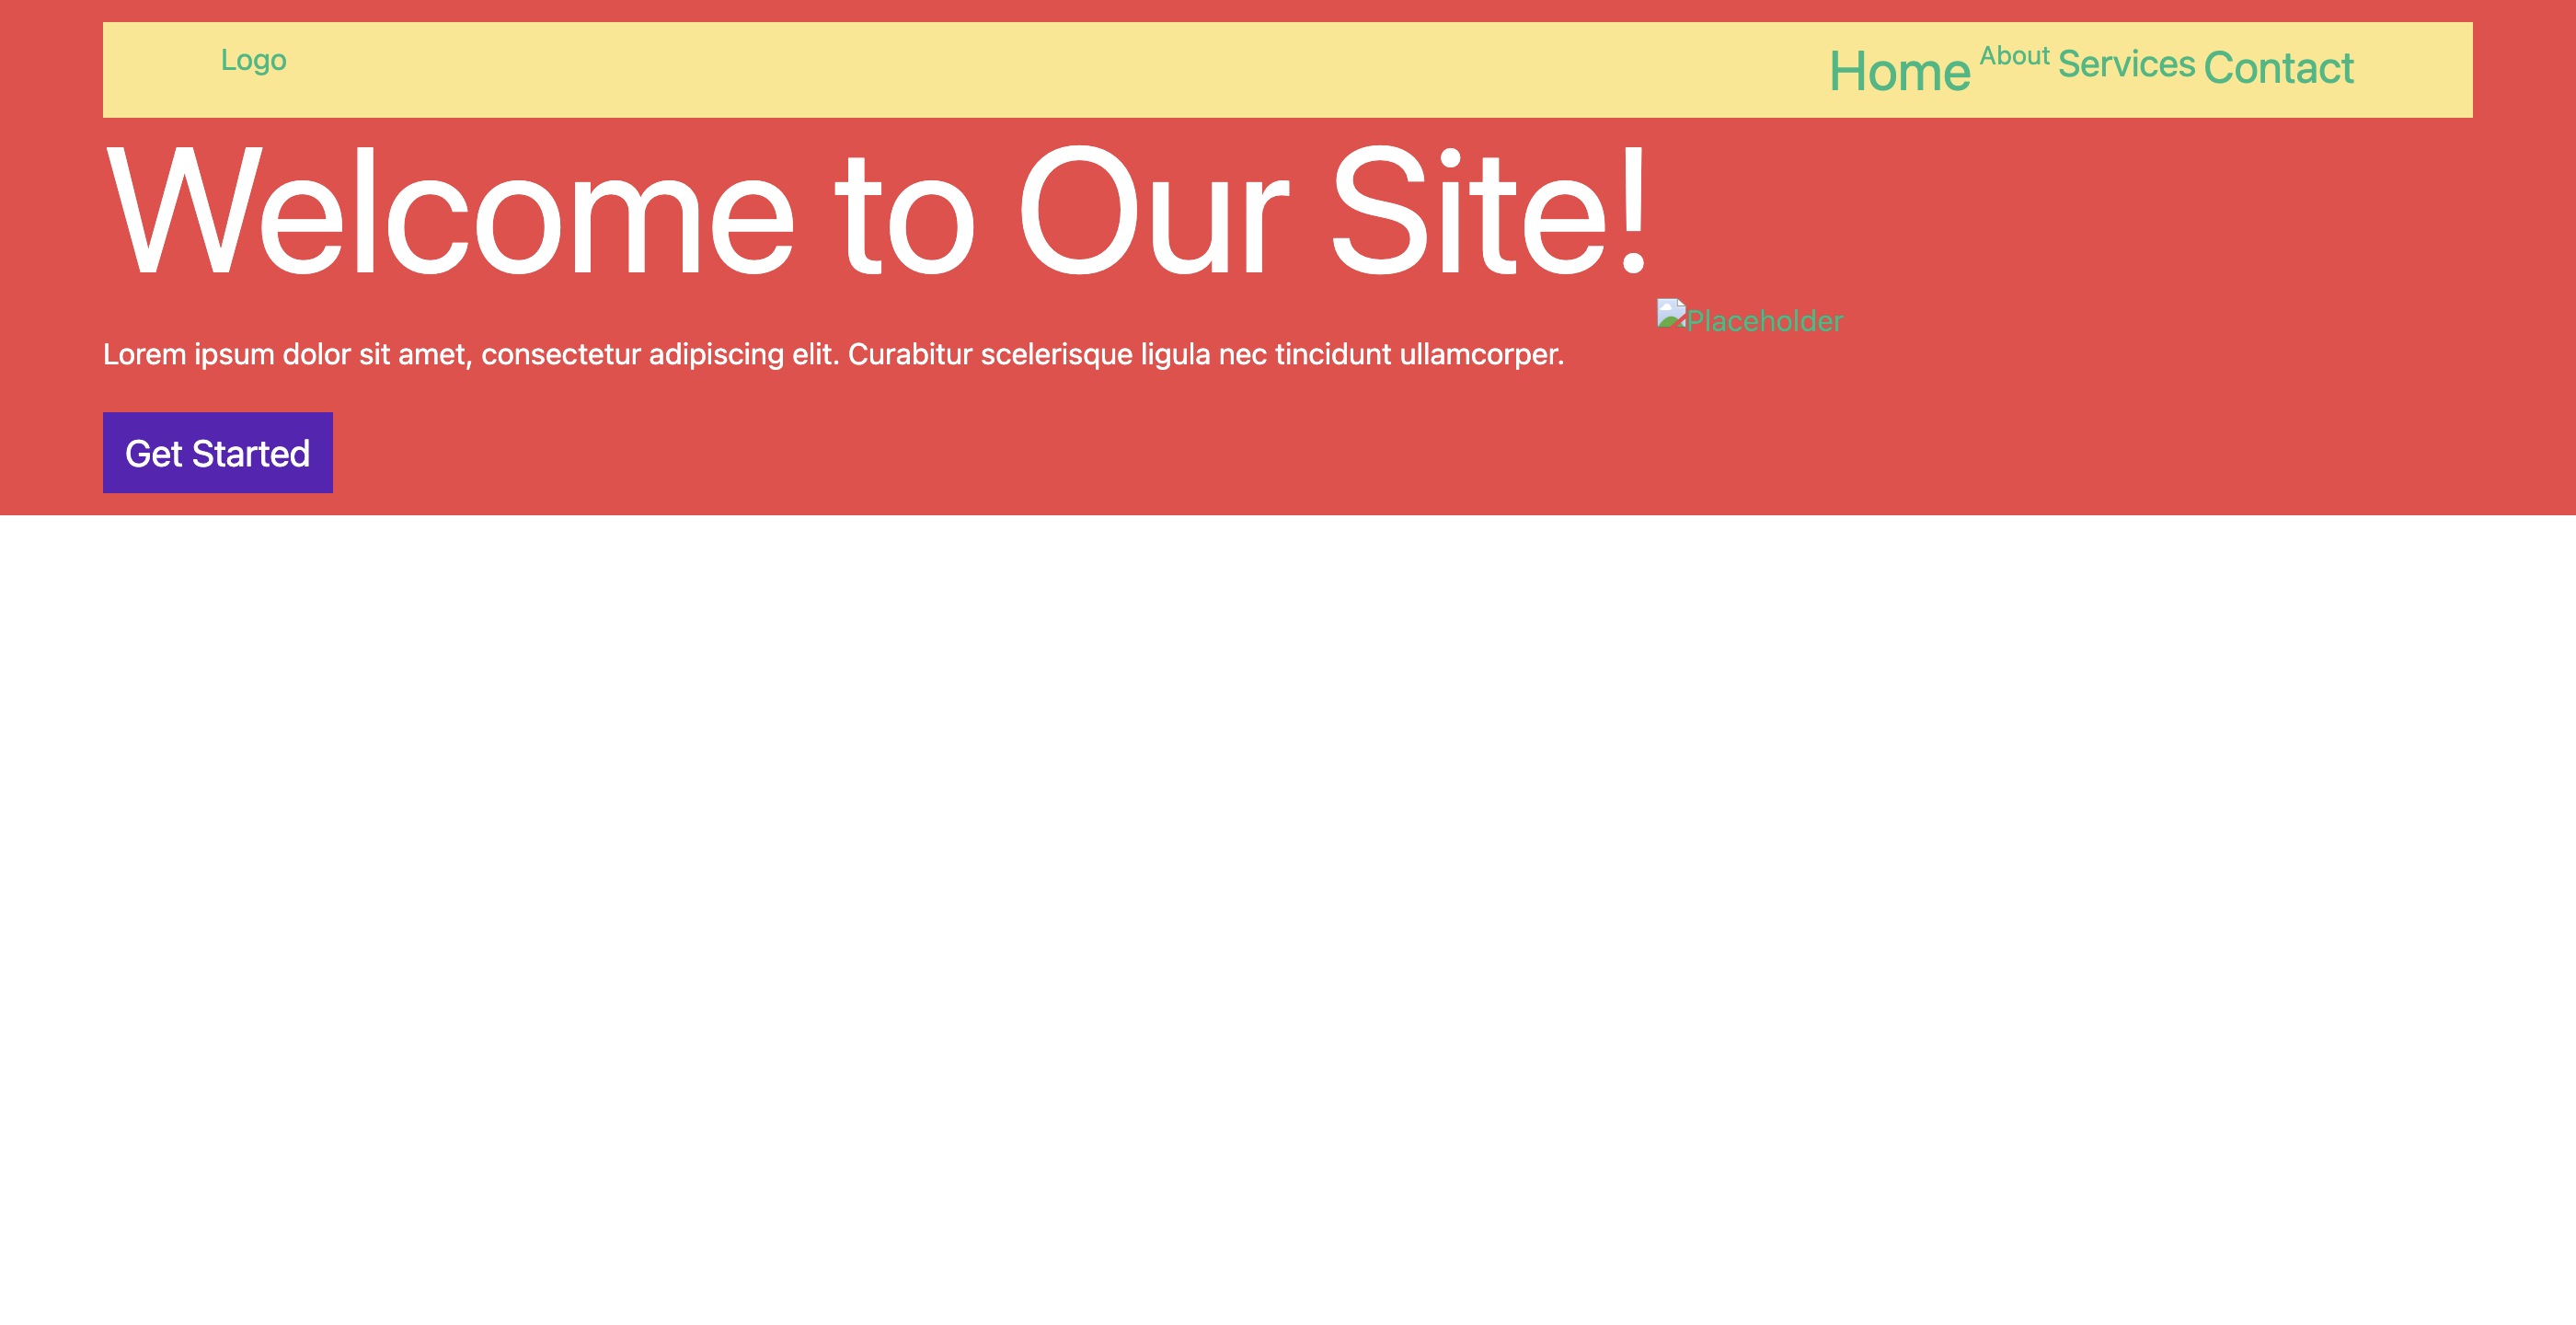 Logo
Home About Services Contact
Welcome to Our Site!
Placeholder
Lorem ipsum dolor sit amet, consectetur adipiscing elit. Curabitur scelerisque ligula nec tincidunt ullamcorper.
Get Started